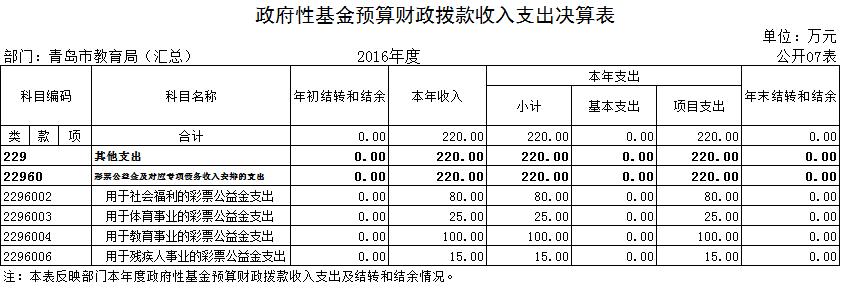 政府性基金预算财政拨款收入支出决算表
单位：万元
部门：青岛市教育局（汇总） 2016年度 公开07表
科目编码 科目名称 年初结转和结余 本年收入 本年支出 年末结转和结余
小计 基本支出 项目支出
类 款 项 合计 0.00 220.00 220.00 0.00 220.00 0.00
229 其他支出 0.00 220.00 220.00 0.00 220.00 0.00
22960 彩票公益金及对应专项债务收入安排的支出 0.00 220.00 220.00 0.00 220.00 0.00
2296002 用于社会福利的彩票公益金支出 0.00 80.00 80.00 0.00 80.00 0.00
2296003 用于体育事业的彩票公益金支出 0.00 25.00 25.00 0.00 25.00 0.00
2296004 用于教育事业的彩票公益金支出 0.00 100.00 100.00 0.00 100.00 0.00
2296006 用于残疾人事业的彩票公益金支出 0.00 15.00 15.00 0.00 15.00 0.00
注：本表反映部门本年度政府性基金预算财政拨款收入支出及结转和结余情况。